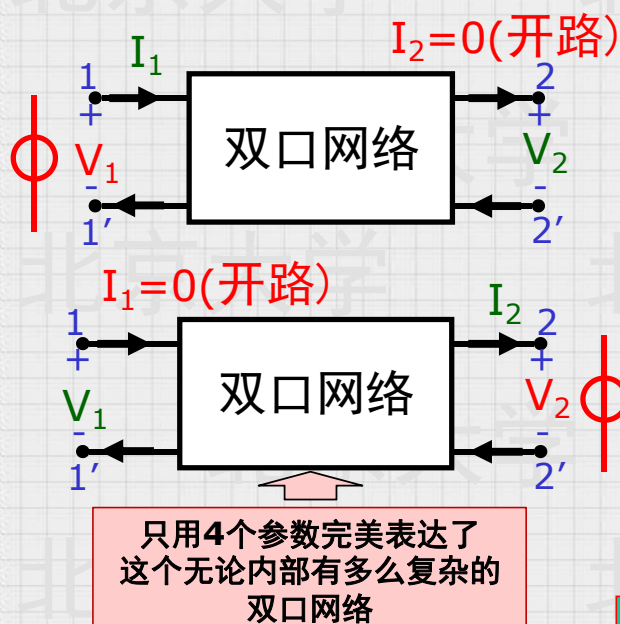 I₁
I₂=0(开路)
1
2
+
+
V₁
双口网络
V₂
-
-
1′
2′
I₁=0(开路)
I₂
1
2
+
+
V₁
双口网络
V₂
-
-
1′
2′
只用4个参数完美表达了
这个无论内部有多么复杂的
双口网络